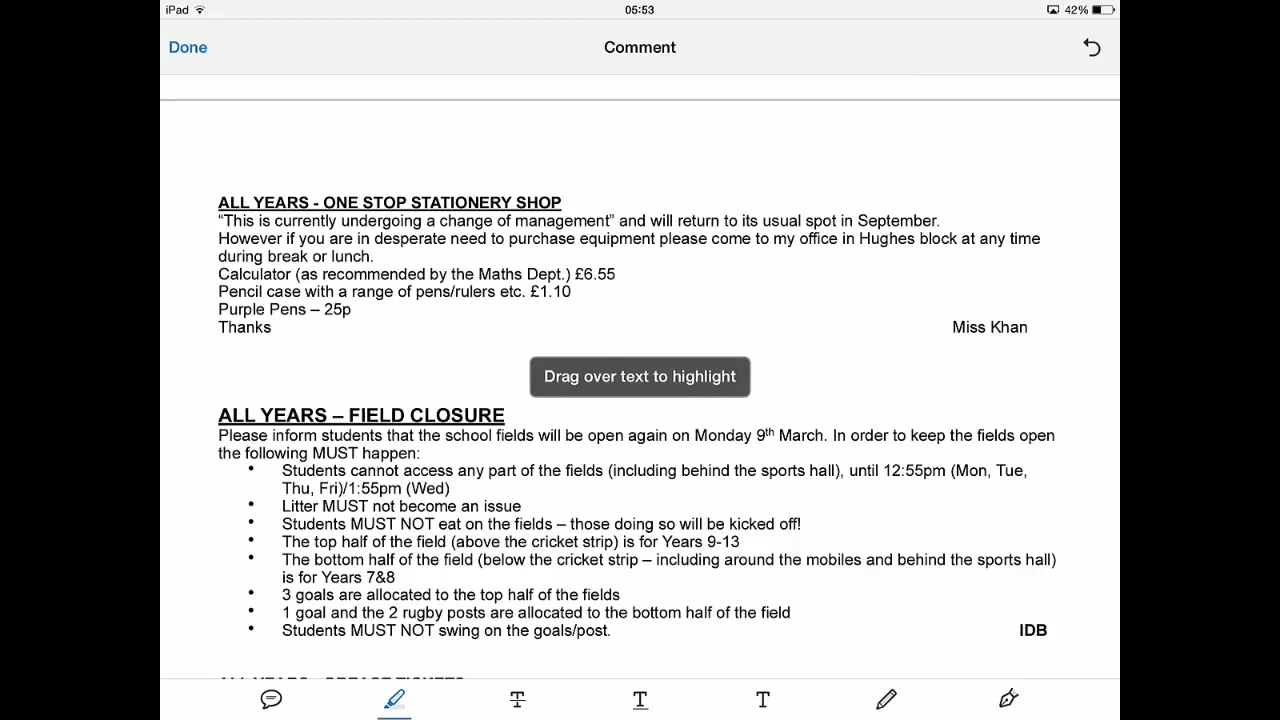 iPad 05:53 42%
Done Comment
ALL YEARS - ONE STOP STATIONERY SHOP
“This is currently undergoing a change of management” and will return to its usual spot in September.
However if you are in desperate need to purchase equipment please come to my office in Hughes block at any time
during break or lunch.
Calculator (as recommended by the Maths Dept.) £6.55
Pencil case with a range of pens/rulers etc. £1.10
Purple Pens – 25p
Thanks Miss Khan
Drag over text to highlight
ALL YEARS – FIELD CLOSURE
Please inform students that the school fields will be open again on Monday 9th March. In order to keep the fields open
the following MUST happen:
• Students cannot access any part of the fields (including behind the sports hall), until 12:55pm (Mon, Tue,
Thu, Fri)/1:55pm (Wed)
• Litter MUST not become an issue
• Students MUST NOT eat on the fields – those doing so will be kicked off!
• The top half of the field (above the cricket strip) is for Years 9-13
• The bottom half of the field (below the cricket strip – including around the mobiles and behind the sports hall)
is for Years 7&8
• 3 goals are allocated to the top half of the fields
• 1 goal and the 2 rugby posts are allocated to the bottom half of the field
• Students MUST NOT swing on the goals/post. IDB
ALL YEARS - GREASE TICKETS